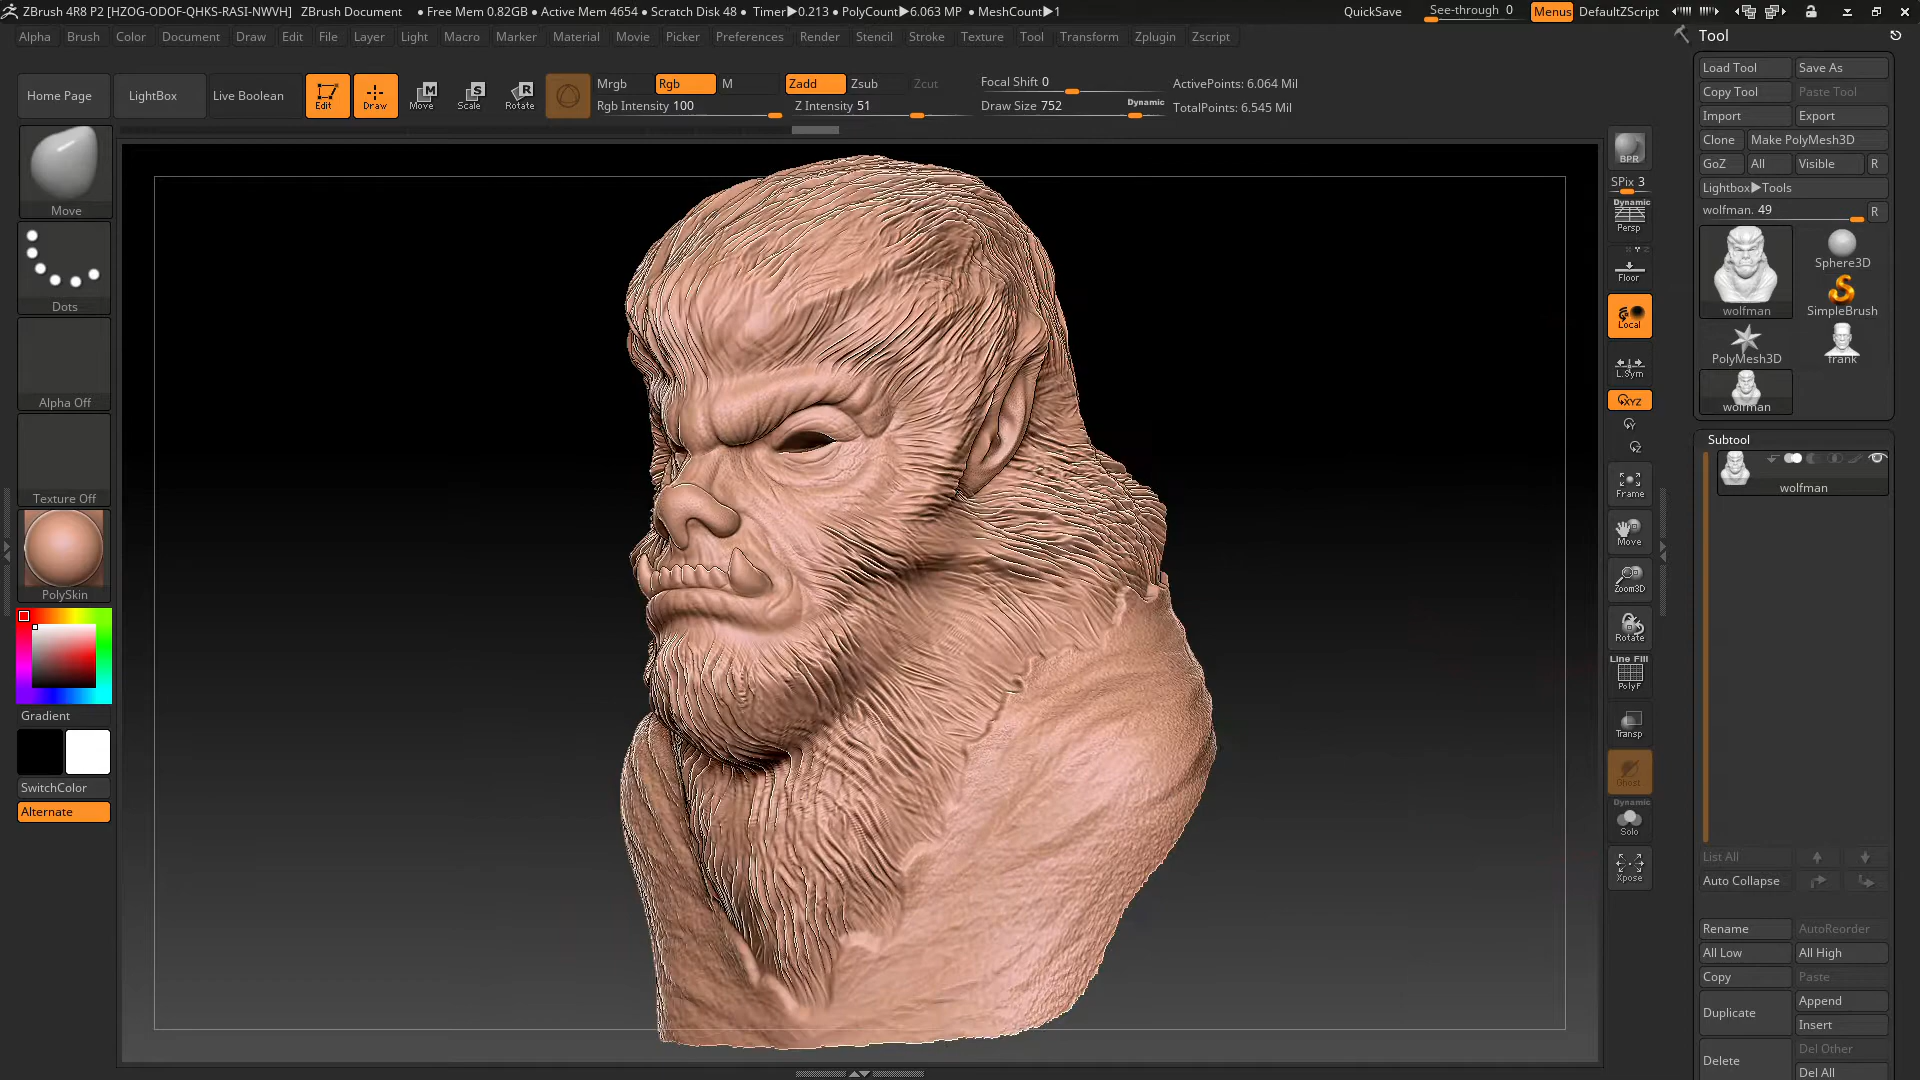 ZBrush 4R8 P2 [HZOG-ODOF-QHKS-RASI-NWVH] ZBrush Document • Free Mem 0.82GB • Active Mem 4654 • Scratch Disk 48 • Timer▶0.213 • PolyCount▶6.063 MP • MeshCount▶1 QuickSave See-through 0 Menus DefaultZScript
Alpha Brush Color Document Draw Edit File Layer Light Macro Marker Material Movie Picker Preferences Render Stencil Stroke Texture Tool Transform Zplugin Zscript
Home Page LightBox Live Boolean Edit Draw Move Scale Rotate
Mrgb Rgb M Zadd Zsub Zcut
Rgb Intensity 100 Z Intensity 51
Focal Shift 0
Draw Size 752 Dynamic
ActivePoints: 6.064 Mil
TotalPoints: 6.545 Mil
Move
Dots
Alpha Off
Texture Off
PolySkin
Gradient
SwitchColor
Alternate
BPR
SPix 3
Dynamic
Persp
Floor
Local
L.Sym
XYZ
Frame
Move
Zoom3D
Rotate
Line Fill
PolyF
Transp
Ghost
Dynamic
Solo
Xpose
Tool
Load Tool Save As
Copy Tool Paste Tool
Import Export
Clone Make PolyMesh3D
GoZ All Visible R
Lightbox▶Tools
wolfman. 49 R
wolfman Sphere3D
SimpleBrush
PolyMesh3D frank
wolfman
Subtool
wolfman
List All
Auto Collapse
Rename AutoReorder
All Low All High
Copy Paste
Duplicate Append
Insert
Delete Del Other
Del All